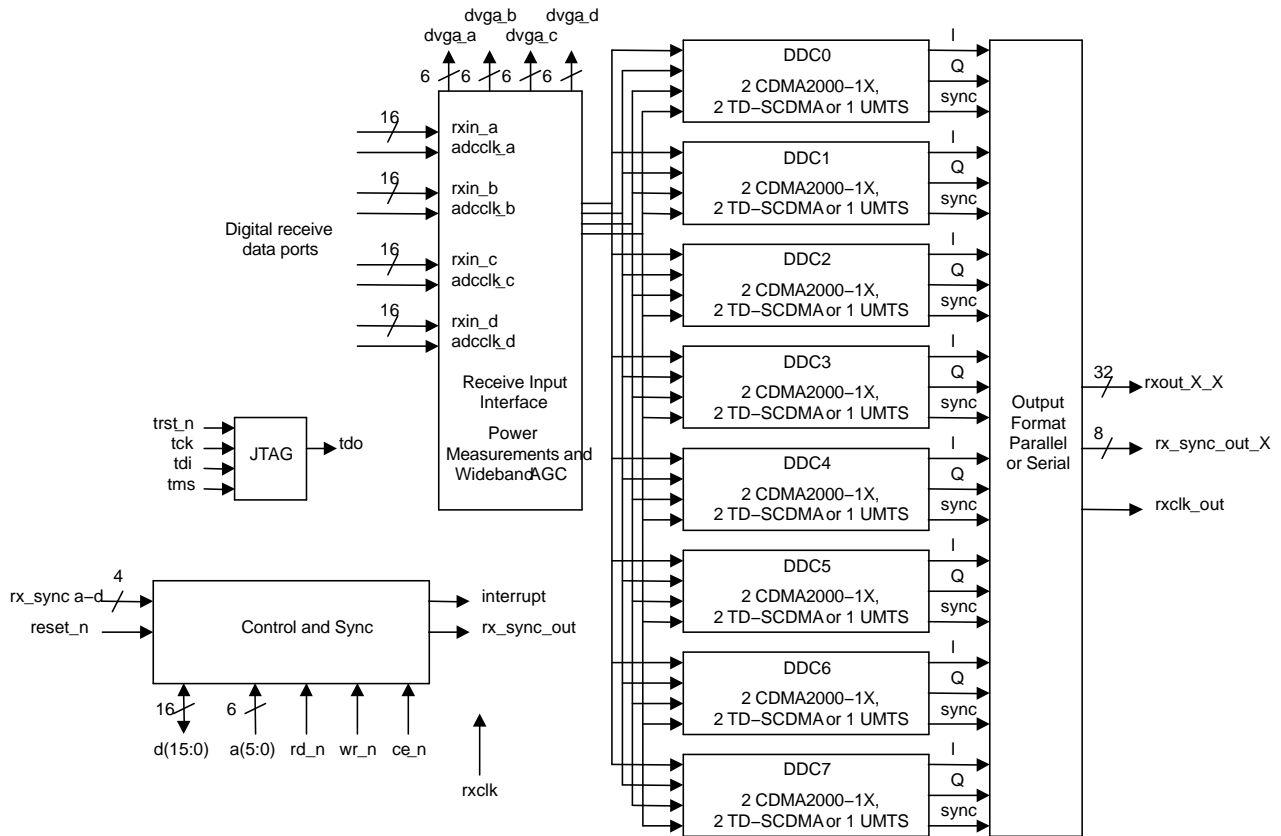 dvga_b
dvga_d
dvga_a
dvga_c
6
6
6
6
16
rxin_a
adcclk_a
16
rxin_b
adcclk_b
Digital receive
data ports
16
rxin_c
adcclk_c
16
rxin_d
adcclk_d
Receive Input
Interface
Power
Measurements and
Wideband AGC
trst_n
tck
tdi
tms
JTAG
tdo
4
rx_sync a–d
reset_n
Control and Sync
interrupt
rx_sync_out
16
6
d(15:0)
a(5:0)
rd_n
wr_n
ce_n
rxclk
DDC0
2 CDMA2000–1X,
2 TD–SCDMA or 1 UMTS
I
Q
sync
DDC1
2 CDMA2000–1X,
2 TD–SCDMA or 1 UMTS
I
Q
sync
DDC2
2 CDMA2000–1X,
2 TD–SCDMA or 1 UMTS
I
Q
sync
DDC3
2 CDMA2000–1X,
2 TD–SCDMA or 1 UMTS
I
Q
sync
DDC4
2 CDMA2000–1X,
2 TD–SCDMA or 1 UMTS
I
Q
sync
DDC5
2 CDMA2000–1X,
2 TD–SCDMA or 1 UMTS
I
Q
sync
DDC6
2 CDMA2000–1X,
2 TD–SCDMA or 1 UMTS
I
Q
sync
DDC7
2 CDMA2000–1X,
2 TD–SCDMA or 1 UMTS
I
Q
sync
Output
Format
Parallel
or Serial
32
rxout_X_X
8
rx_sync_out_X
rxclk_out